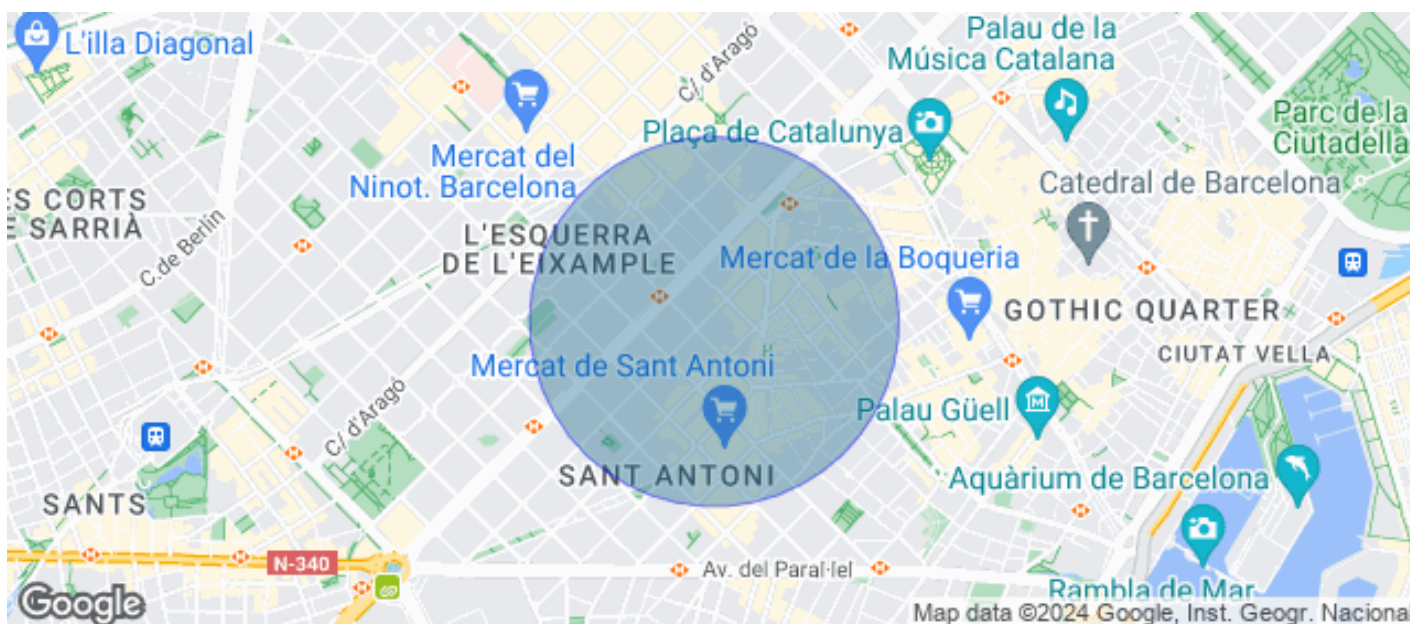 L'illa Diagonal
C/ d'Aragó
Palau de la
Música Catalana
Plaça de Catalunya
Parc de la
Ciutadella
Mercat del
Ninot. Barcelona
Catedral de Barcelona
ES CORTS
E SARRIÀ
C. de Berlín
L'ESQUERRA
DE L'EIXAMPLE
Mercat de la Boqueria
GOTHIC QUARTER
CIUTAT VELLA
Mercat de Sant Antoni
C/ d'Aragó
Palau Güell
M
SANT ANTONI
Aquàrium de Barcelona
SANTS
N-340
Av. del Paral·lel
Rambla de Mar
Google
Map data ©2024 Google, Inst. Geogr. Nacional